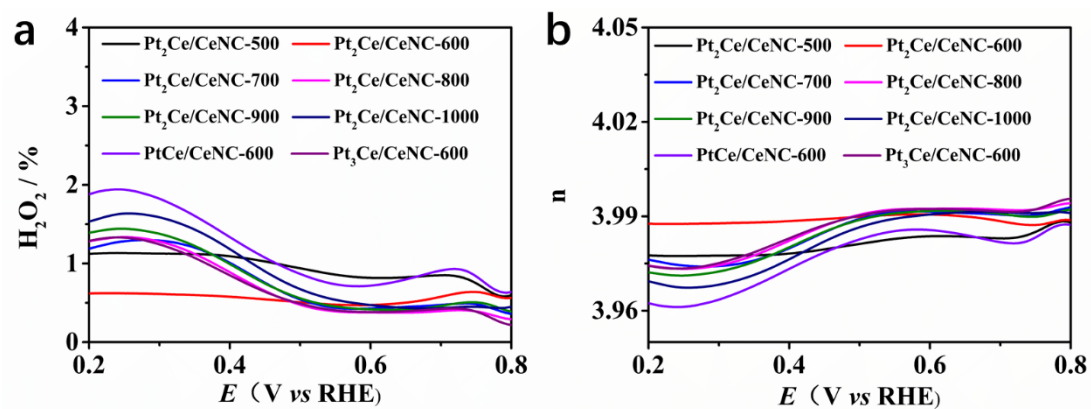 a
4
3
2
1
0
H₂O₂ / %
Pt₂Ce/CeNC-500 Pt₂Ce/CeNC-600
Pt₂Ce/CeNC-700 Pt₂Ce/CeNC-800
Pt₂Ce/CeNC-900 Pt₂Ce/CeNC-1000
PtCe/CeNC-600 Pt₃Ce/CeNC-600
0.2 0.4 0.6 0.8
E（V vs RHE)
b
4.05
4.02
3.99
3.96
n
Pt₂Ce/CeNC-500 Pt₂Ce/CeNC-600
Pt₂Ce/CeNC-700 Pt₂Ce/CeNC-800
Pt₂Ce/CeNC-900 Pt₂Ce/CeNC-1000
PtCe/CeNC-600 Pt₃Ce/CeNC-600
0.2 0.4 0.6 0.8
E（V vs RHE)